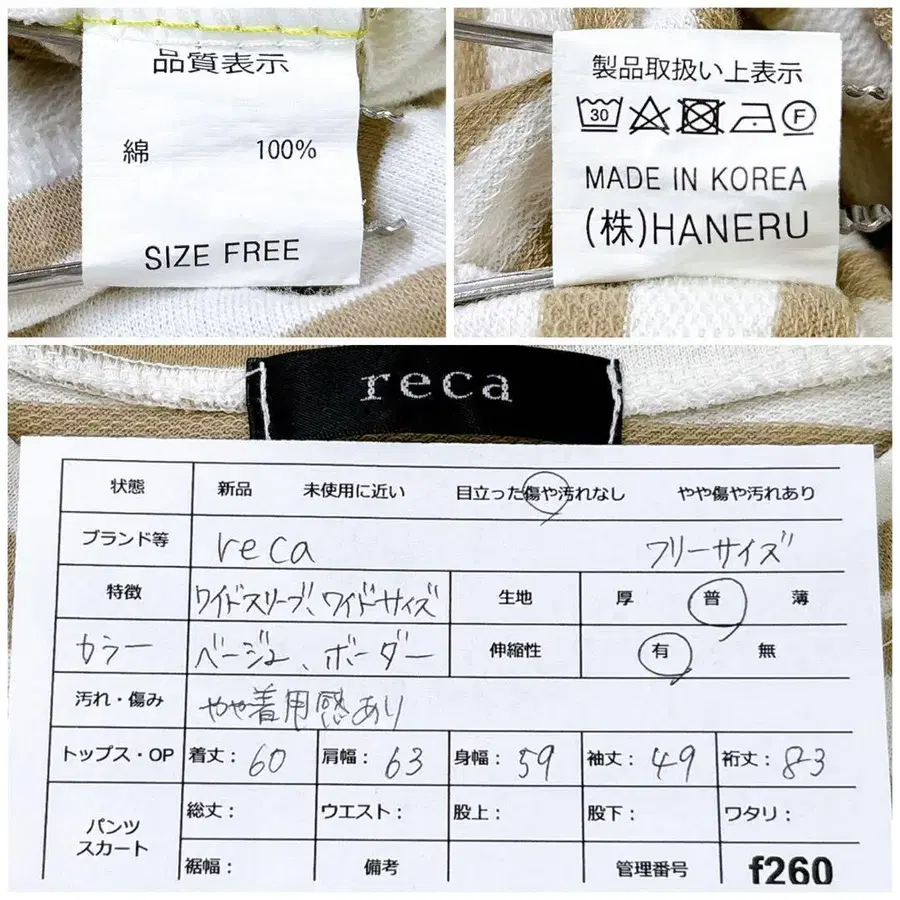 品質表示
綿 100%
SIZE FREE
製品取扱い上表示
30 F
MADE IN KOREA
(株)HANERU
reca
状態 新品 未使用に近い 目立った傷や汚れなし やや傷や汚れあり
ブランド等 reca フリーサイズ
特徴 ワイドスリーブ、ワイドサイズ 生地 厚 普 薄
カラー ベージュ、ボーダー 伸縮性 有 無
汚れ・傷み やや着用感あり
トップス・OP 着丈：60 肩幅：63 身幅：59 袖丈：49 裄丈：83
パンツ スカート 総丈： ウエスト： 股上： 股下： ワタリ：
裾幅： 備考 管理番号 f260